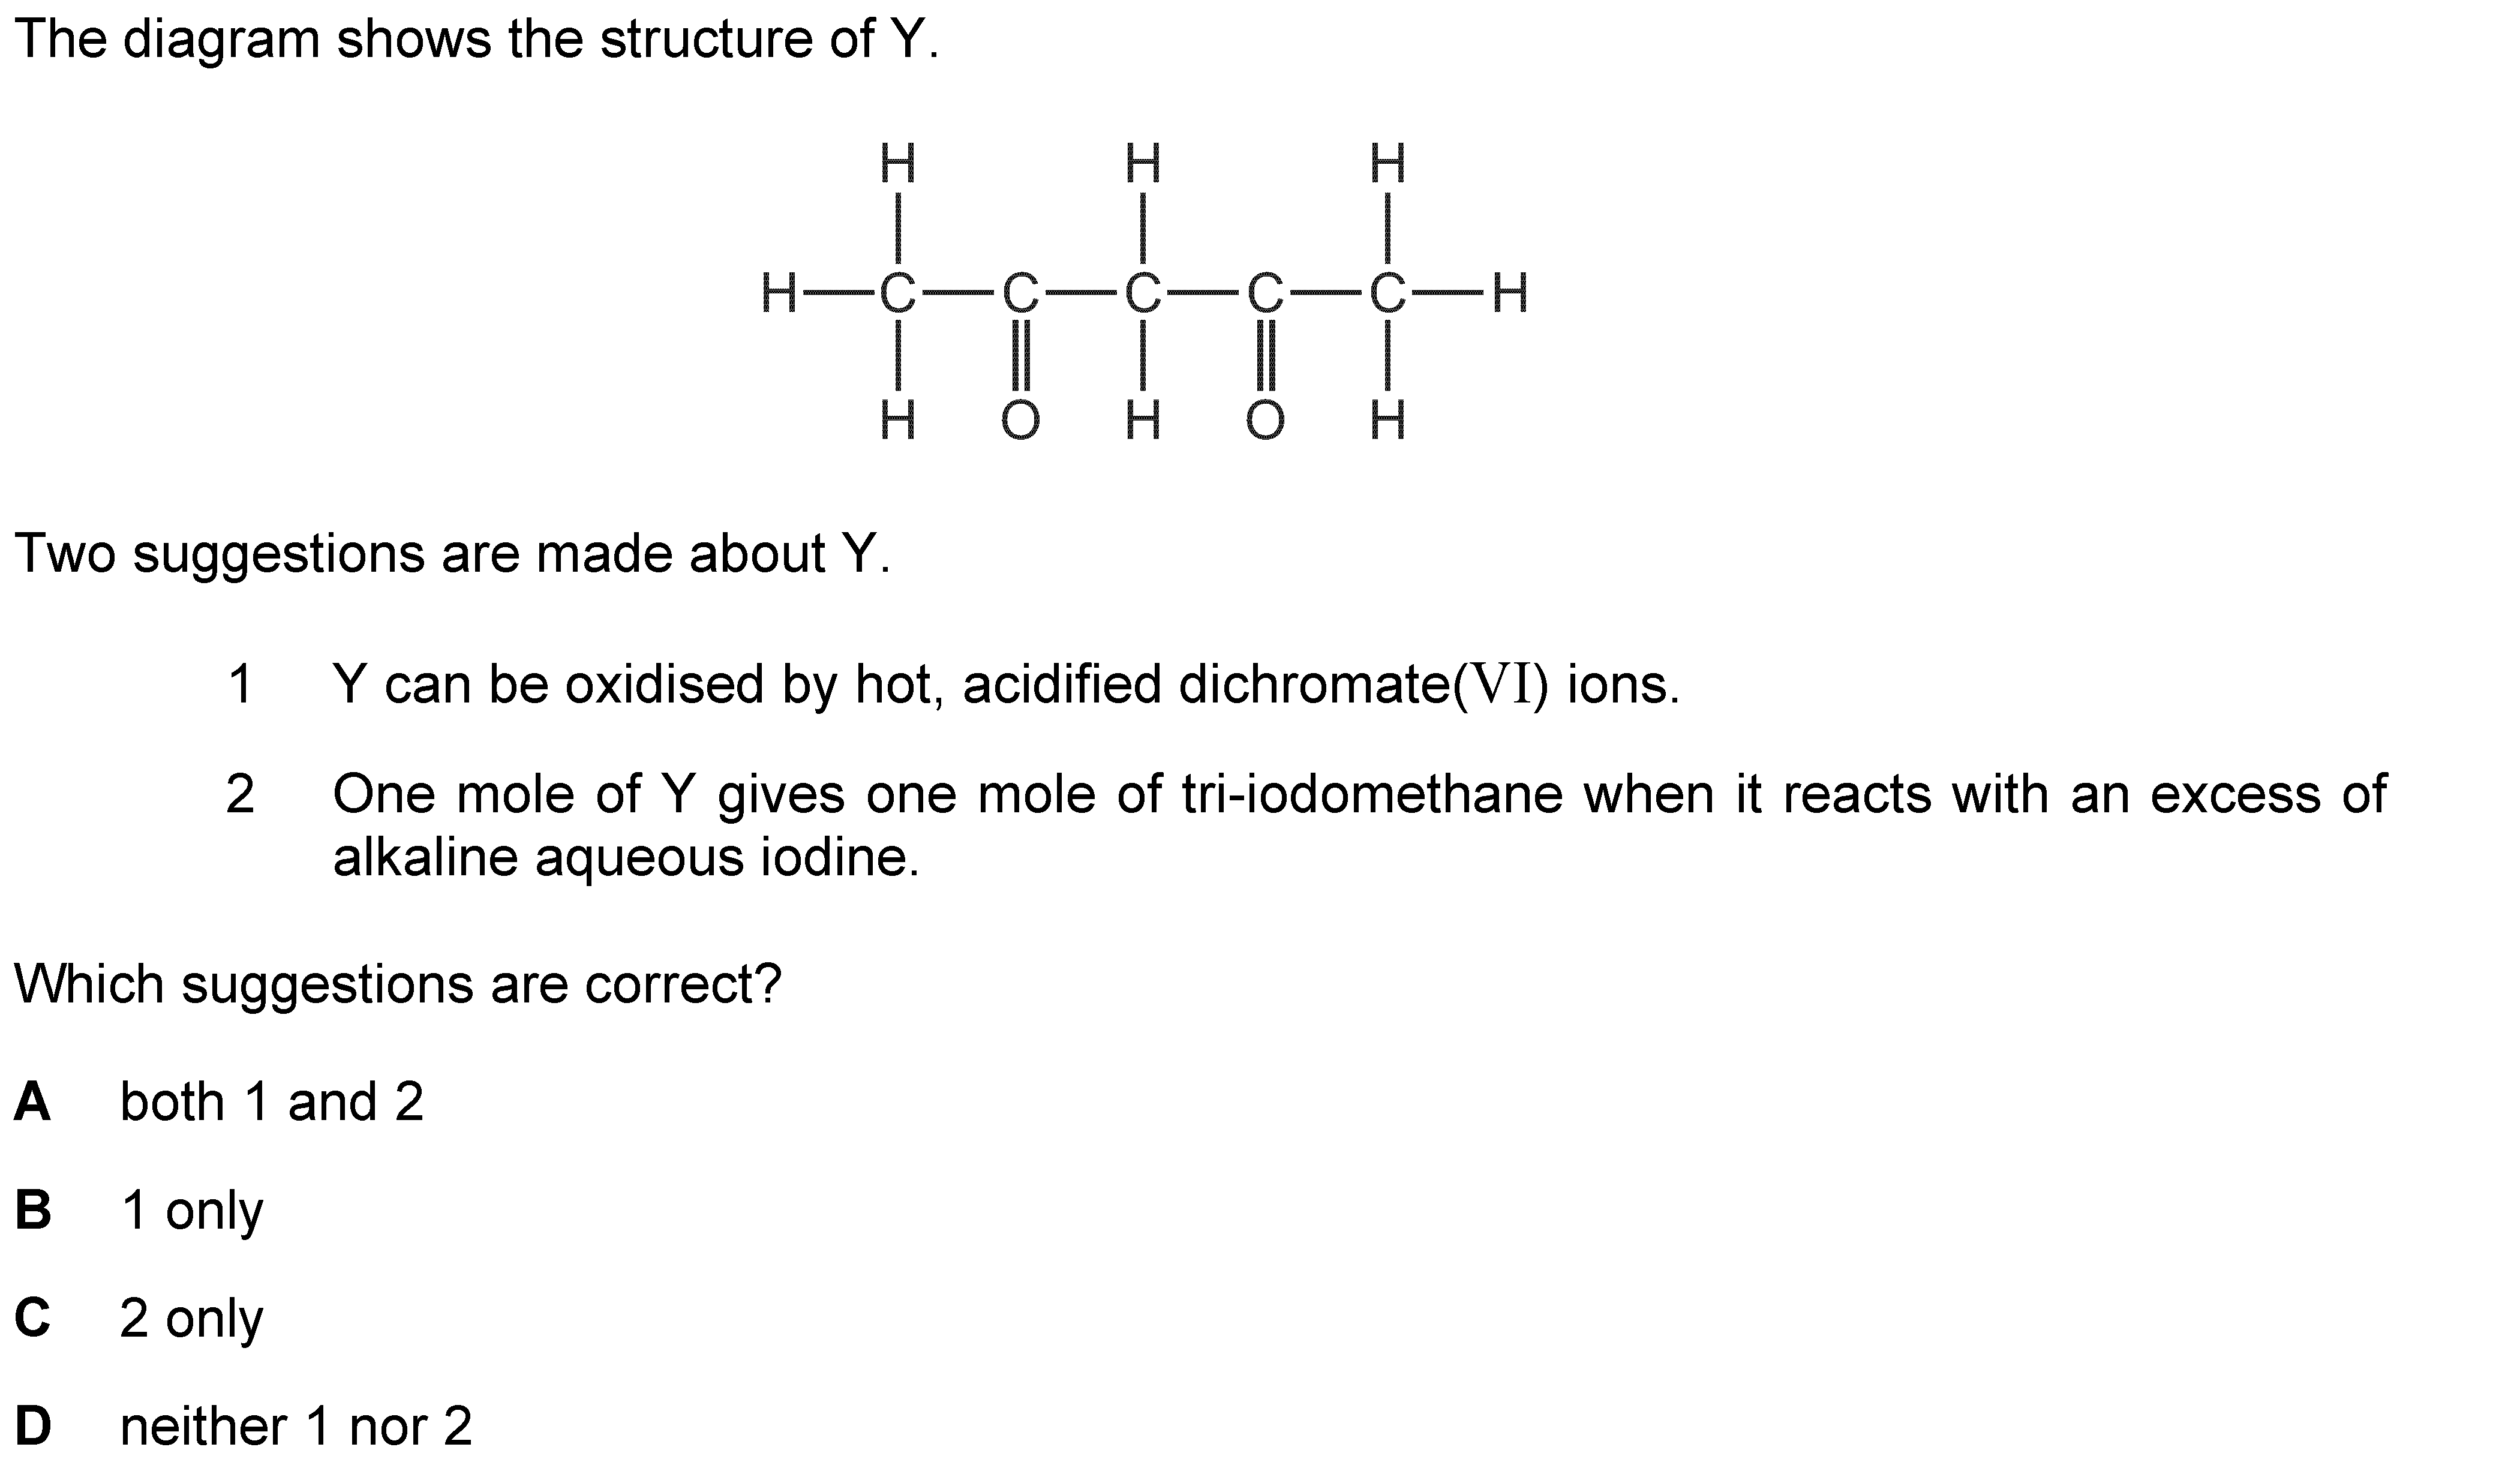 The diagram shows the structure of Y.
H H H
H C C C C C H
H O H O H
Two suggestions are made about Y.
1 Y can be oxidised by hot, acidified dichromate(VI) ions.
2 One mole of Y gives one mole of tri-iodomethane when it reacts with an excess of
alkaline aqueous iodine.
Which suggestions are correct?
A both 1 and 2
B 1 only
C 2 only
D neither 1 nor 2